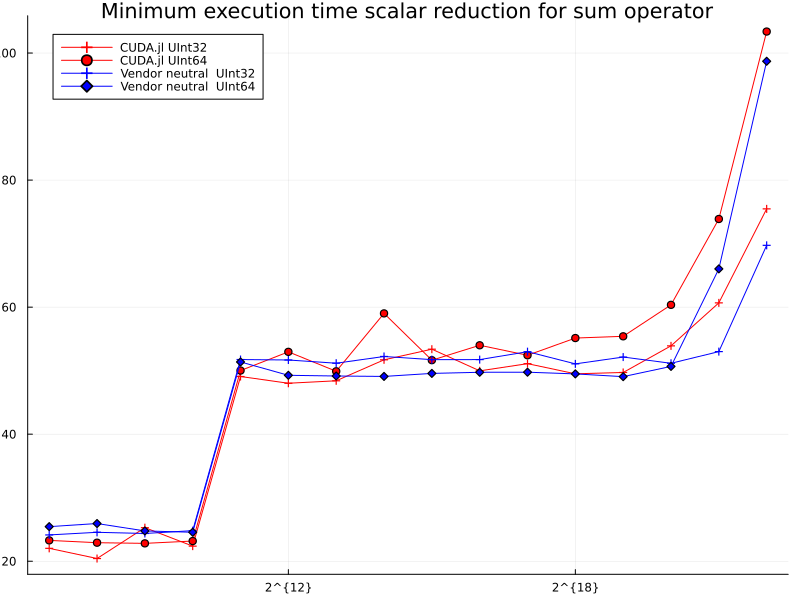 Minimum execution time scalar reduction for sum operator
CUDA.jl UInt32
CUDA.jl UInt64
Vendor neutral UInt32
Vendor neutral UInt64
80
60
40
20
2^{12} 2^{18}